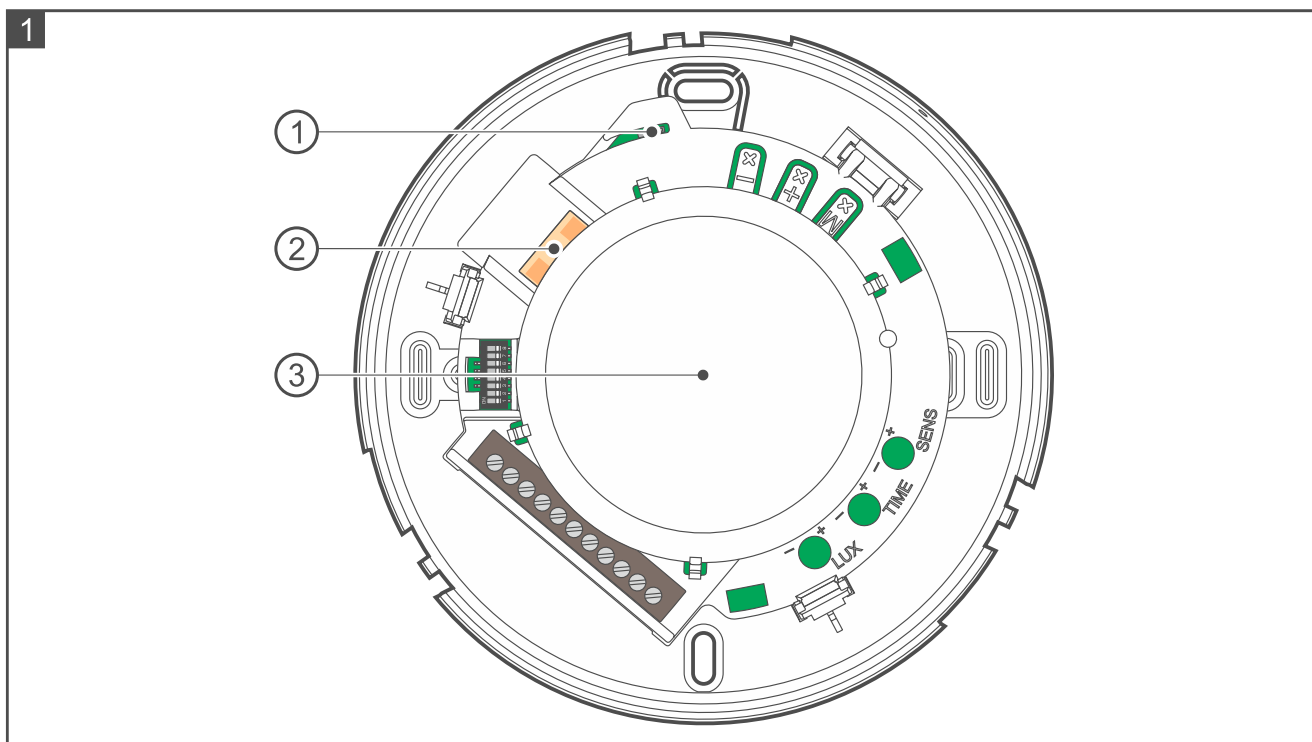 1
1
2
3
− ×
+ ×
M ×
+ − SENS
+ − TIME
+ − LUX